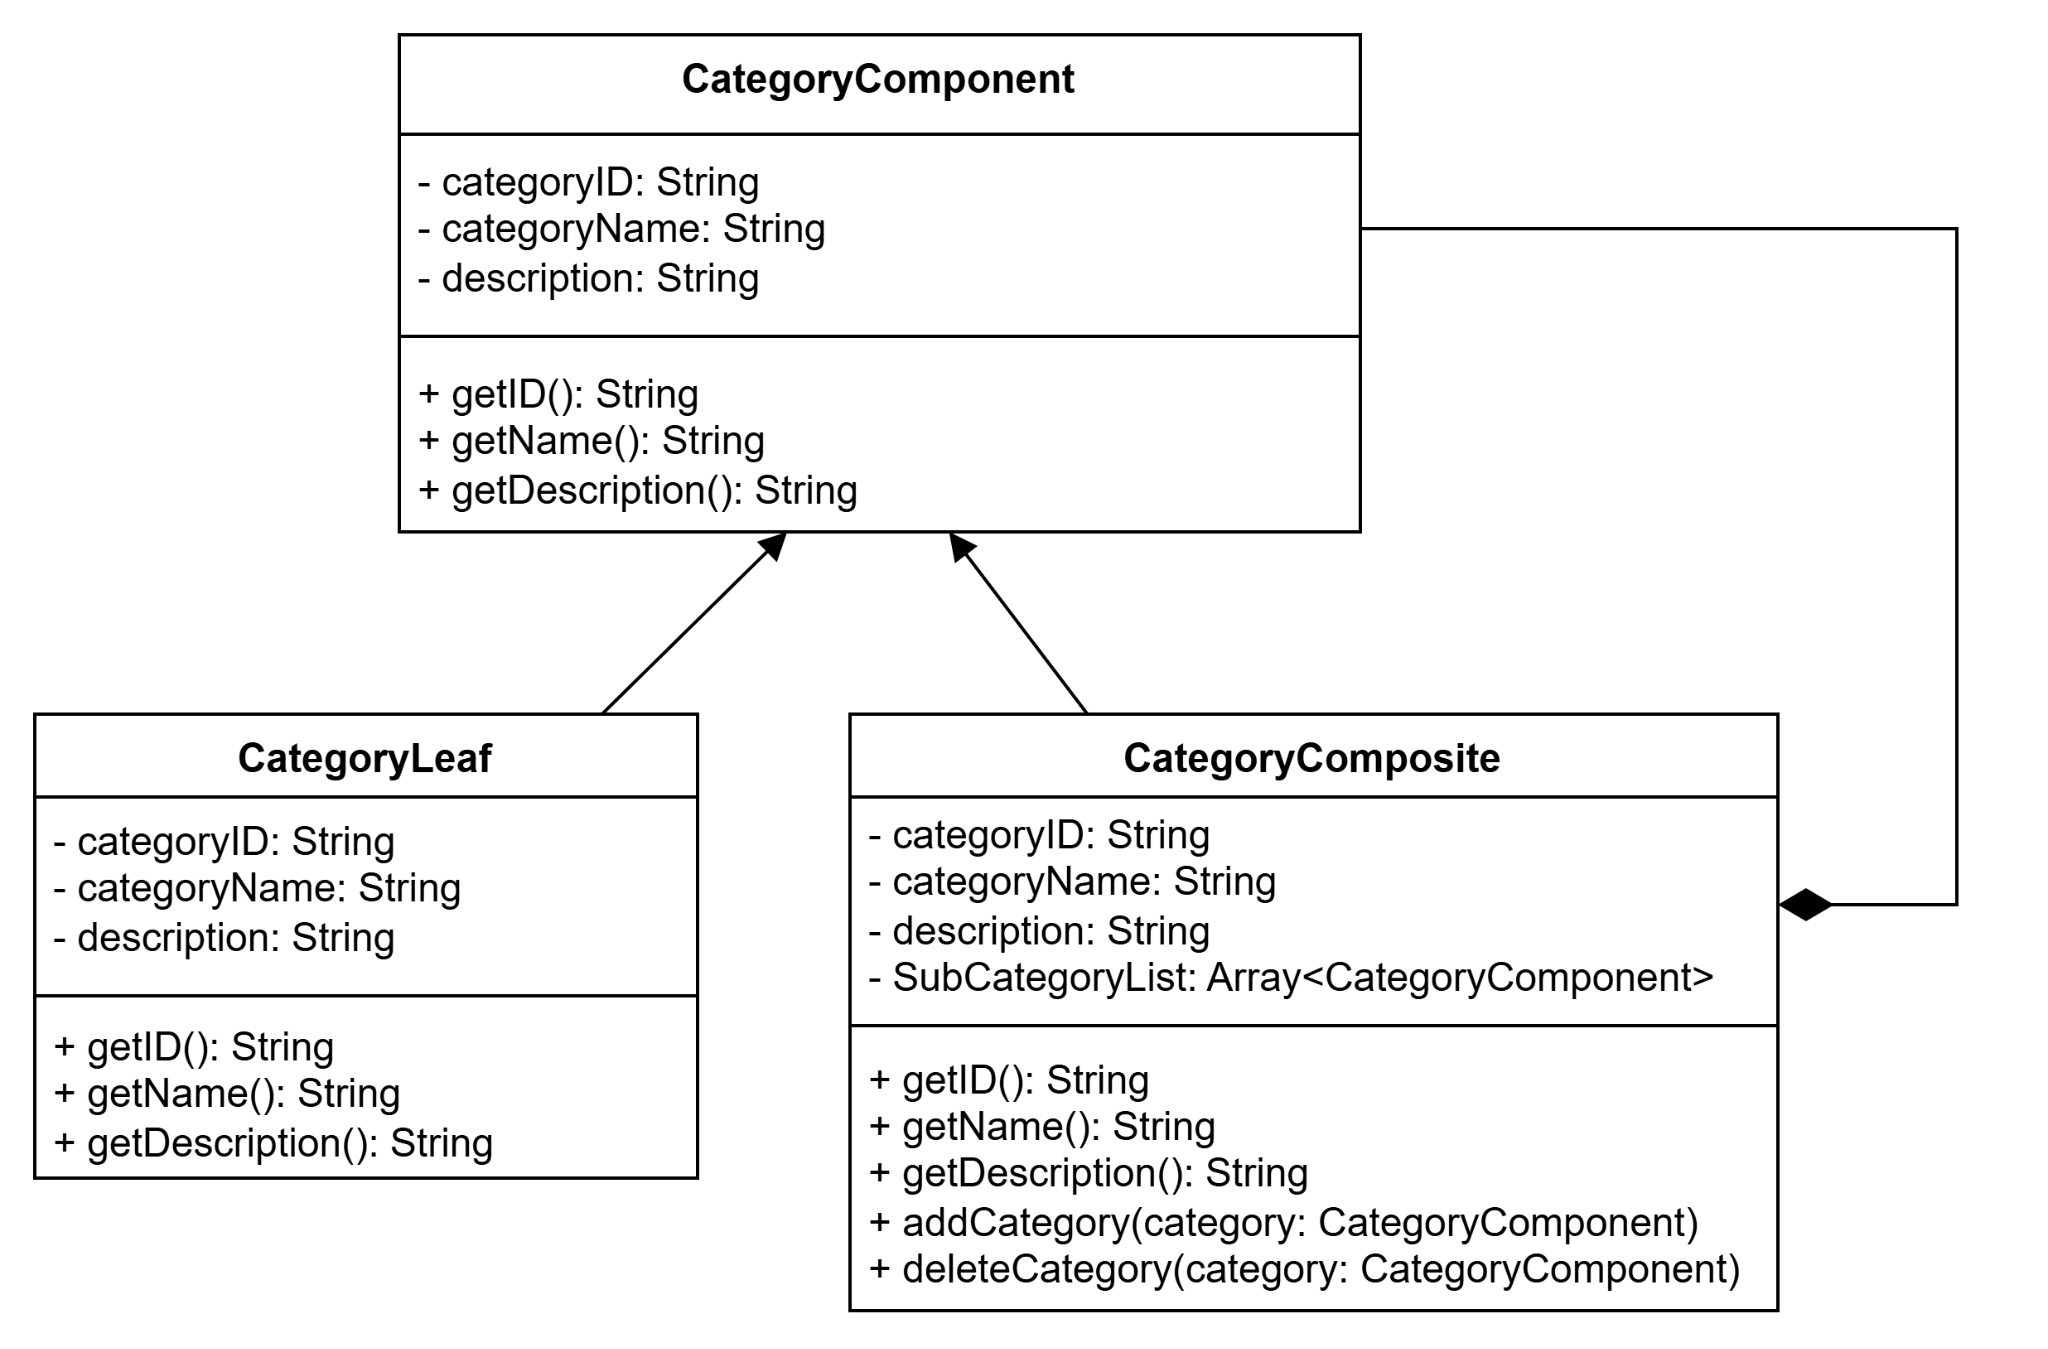 CategoryComponent
- categoryID: String
- categoryName: String
- description: String
+ getID(): String
+ getName(): String
+ getDescription(): String
CategoryLeaf
- categoryID: String
- categoryName: String
- description: String
+ getID(): String
+ getName(): String
+ getDescription(): String
CategoryComposite
- categoryID: String
- categoryName: String
- description: String
- SubCategoryList: Array<CategoryComponent>
+ getID(): String
+ getName(): String
+ getDescription(): String
+ addCategory(category: CategoryComponent)
+ deleteCategory(category: CategoryComponent)